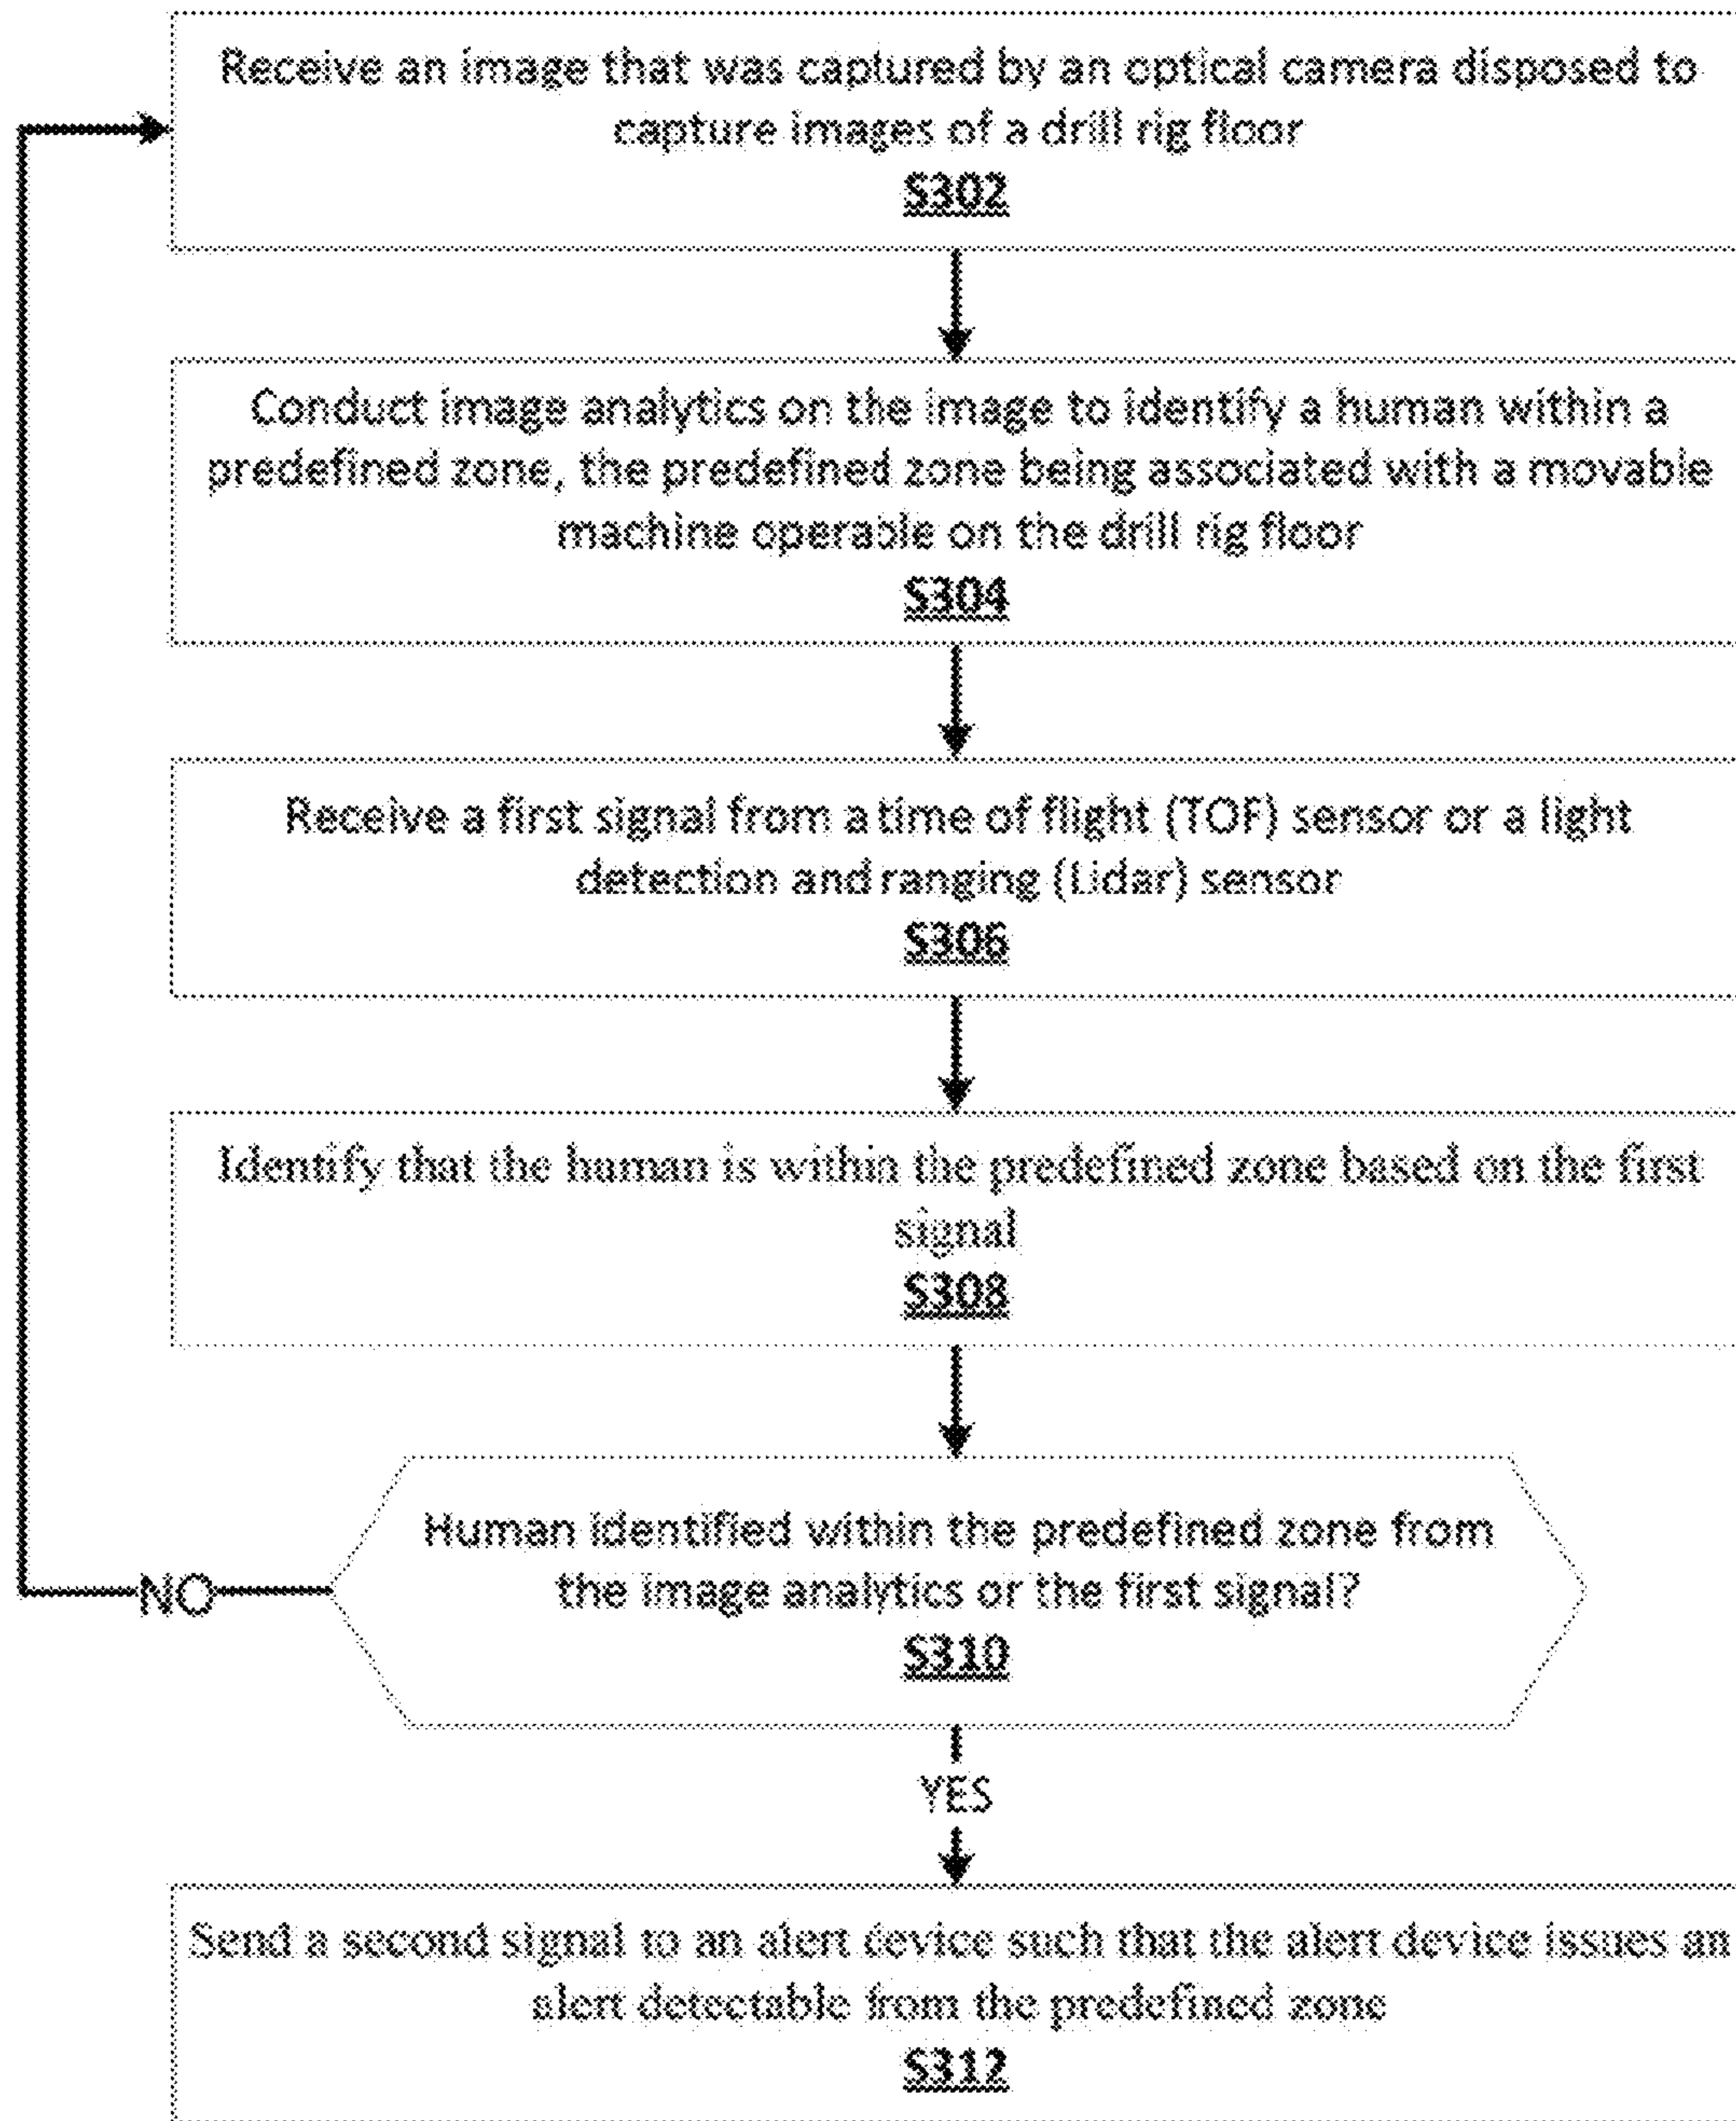 Receive an image that was captured by an optical camera disposed to
capture images of a drill rig floor
S302
Conduct image analytics on the image to identify a human within a
predefined zone, the predefined zone being associated with a movable
machine operable on the drill rig floor
S304
Receive a first signal from a time of flight (TOF) sensor or a light
detection and ranging (Lidar) sensor
S306
Identify that the human is within the predefined zone based on the first
signal
S308
Human identified within the predefined zone from
the image analytics or the first signal?
S310
NO
YES
Send a second signal to an alert device such that the alert device issues an
alert detectable from the predefined zone
S312